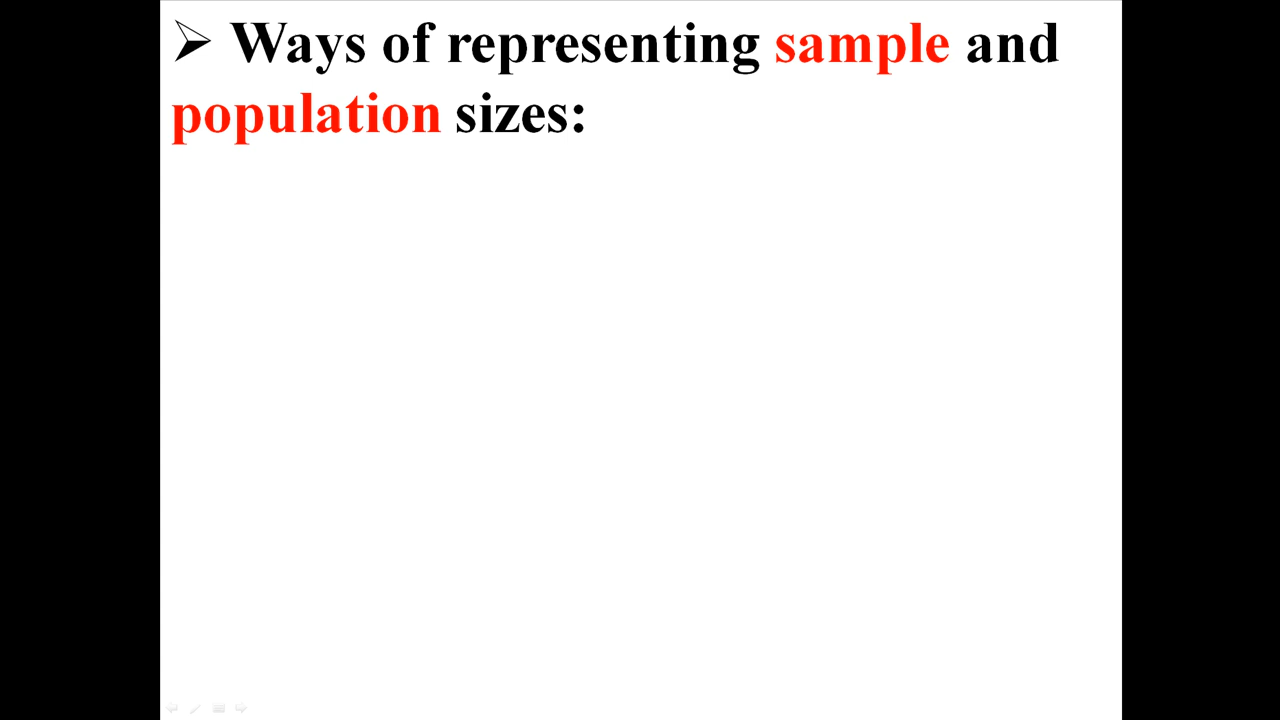 ➢ Ways of representing sample and
population sizes: